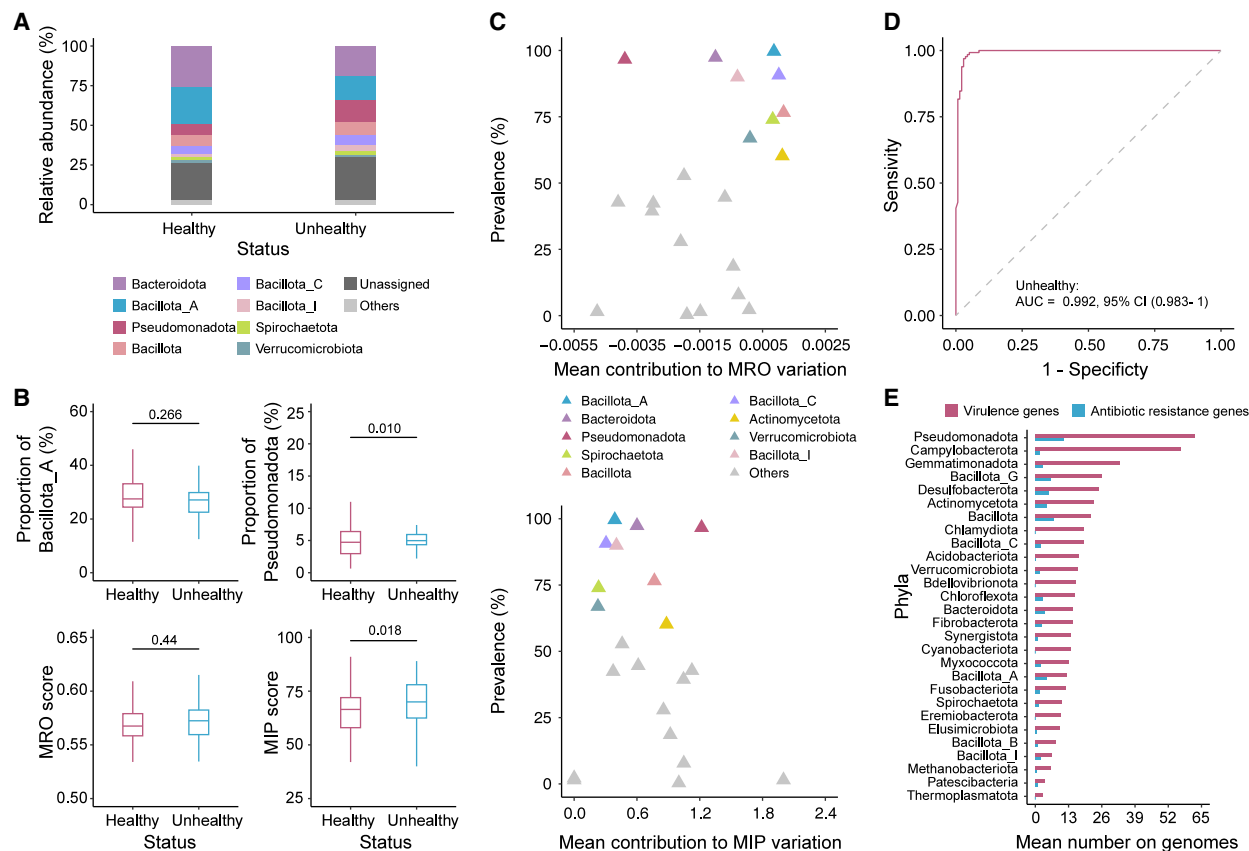 A
Relative abundance (%)
100
75
50
25
0
Healthy
Unhealthy
Status
Bacteroidota
Bacillota_A
Pseudomonadota
Bacillota
Bacillota_C
Bacillota_I
Spirochaetota
Verrucomicrobiota
Unassigned
Others
B
Proportion of
Bacillota_A (%)
60
40
20
0
0.266
Healthy
Unhealthy
Proportion of
Pseudomonadota (%)
25
20
15
10
5
0
0.010
Healthy
Unhealthy
MRO score
0.65
0.60
0.55
0.50
0.44
Healthy
Unhealthy
Status
MIP score
100
75
50
25
0.018
Healthy
Unhealthy
Status
C
Prevalence (%)
100
75
50
25
0
−0.0055
−0.0035
−0.0015
0.0005
0.0025
Mean contribution to MRO variation
Bacillota_A
Bacteroidota
Pseudomonadota
Spirochaetota
Bacillota
Bacillota_C
Actinomycetota
Verrucomicrobiota
Bacillota_I
Others
Prevalence (%)
100
75
50
25
0
0.0
0.6
1.2
1.8
2.4
Mean contribution to MIP variation
D
Sensivity
1.00
0.75
0.50
0.25
0.00
Unhealthy:
AUC = 0.992, 95% CI (0.983- 1)
0.00
0.25
0.50
0.75
1.00
1 - Specificty
E
Virulence genes
Antibiotic resistance genes
Phyla
Pseudomonadota
Campylobacterota
Gemmatimonadota
Bacillota_G
Desulfobacterota
Actinomycetota
Bacillota
Chlamydiota
Bacillota_C
Acidobacteriota
Verrucomicrobiota
Bdellovibrionota
Chloroflexota
Bacteroidota
Fibrobacterota
Synergistota
Cyanobacteriota
Myxococcota
Bacillota_A
Fusobacteriota
Spirochaetota
Eremiobacterota
Elusimicrobiota
Bacillota_B
Bacillota_I
Methanobacteriota
Patescibacteria
Thermoplasmatota
0
13
26
39
52
65
Mean number on genomes